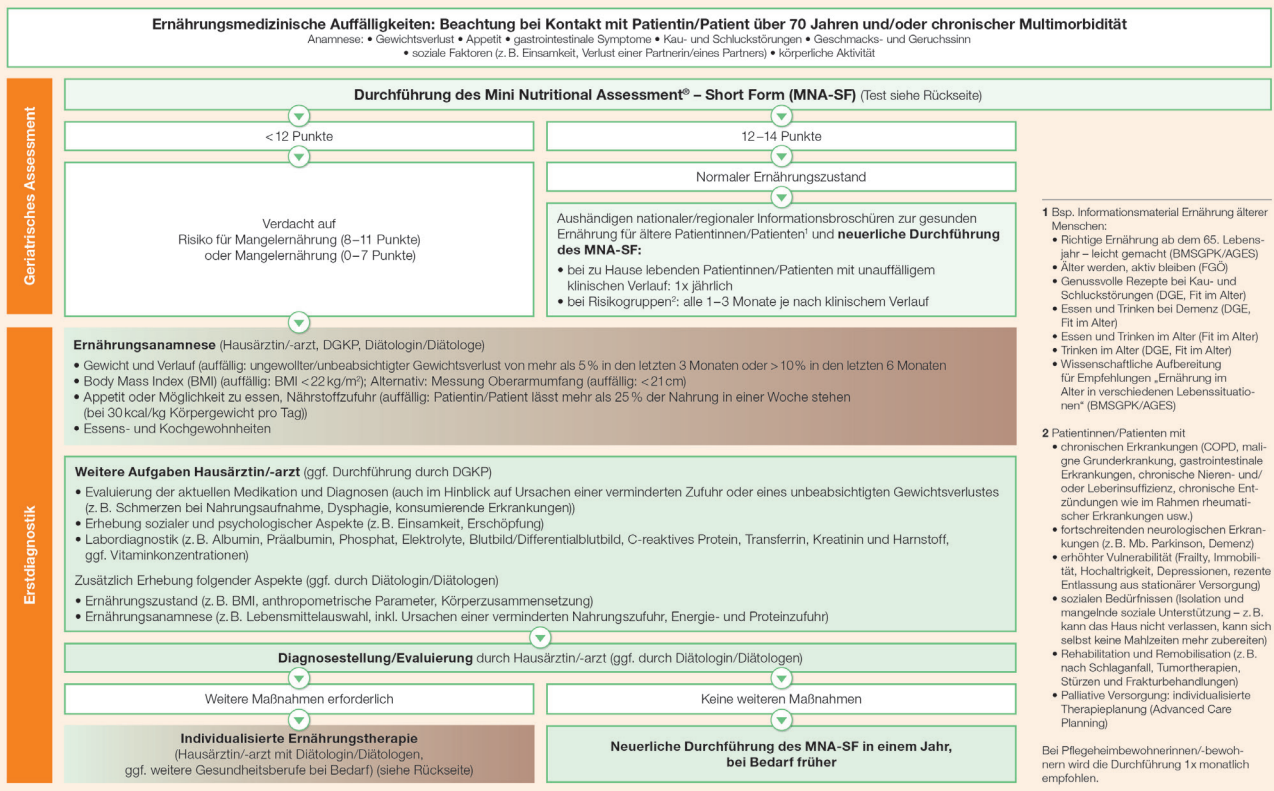 Ernährungsmedizinische Auffälligkeiten: Beachtung bei Kontakt mit Patientin/Patient über 70 Jahren und/oder chronischer Multimorbidität
Anamnese: • Gewichtsverlust • Appetit • gastrointestinale Symptome • Kau- und Schluckstörungen • Geschmacks- und Geruchssinn
• soziale Faktoren (z. B. Einsamkeit, Verlust einer Partnerin/eines Partners) • körperliche Aktivität
Geriatrisches Assessment
Durchführung des Mini Nutritional Assessment® – Short Form (MNA-SF) (Test siehe Rückseite)
< 12 Punkte
12–14 Punkte
Verdacht auf
Risiko für Mangelernährung (8–11 Punkte)
oder Mangelernährung (0–7 Punkte)
Normaler Ernährungszustand
Aushändigen nationaler/regionaler Informationsbroschüren zur gesunden
Ernährung für ältere Patientinnen/Patienten¹ und neuerliche Durchführung
des MNA-SF:
• bei zu Hause lebenden Patientinnen/Patienten mit unauffälligem
klinischen Verlauf: 1x jährlich
• bei Risikogruppen²: alle 1–3 Monate je nach klinischem Verlauf
Erstdiagnostik
Ernährungsanamnese (Hausärztin/-arzt, DGKP, Diätologin/Diätologe)
• Gewicht und Verlauf (auffällig: ungewollter/unbeabsichtigter Gewichtsverlust von mehr als 5 % in den letzten 3 Monaten oder > 10 % in den letzten 6 Monaten
• Body Mass Index (BMI) (auffällig: BMI < 22 kg/m²); Alternativ: Messung Oberarmumfang (auffällig: < 21 cm)
• Appetit oder Möglichkeit zu essen, Nährstoffzufuhr (auffällig: Patientin/Patient lässt mehr als 25 % der Nahrung in einer Woche stehen
(bei 30 kcal/kg Körpergewicht pro Tag))
• Essens- und Kochgewohnheiten
Weitere Aufgaben Hausärztin/-arzt (ggf. Durchführung durch DGKP)
• Evaluierung der aktuellen Medikation und Diagnosen (auch im Hinblick auf Ursachen einer verminderten Zufuhr oder eines unbeabsichtigten Gewichtsverlustes
(z. B. Schmerzen bei Nahrungsaufnahme, Dysphagie, konsumierende Erkrankungen))
• Erhebung sozialer und psychologischer Aspekte (z. B. Einsamkeit, Erschöpfung)
• Labordiagnostik (z. B. Albumin, Präalbumin, Phosphat, Elektrolyte, Blutbild/Differentialblutbild, C-reaktives Protein, Transferrin, Kreatinin und Harnstoff,
ggf. Vitaminkonzentrationen)
Zusätzlich Erhebung folgender Aspekte (ggf. durch Diätologin/Diätologen)
• Ernährungszustand (z. B. BMI, anthropometrische Parameter, Körperzusammensetzung)
• Ernährungsanamnese (z. B. Lebensmittelauswahl, inkl. Ursachen einer verminderten Nahrungszufuhr, Energie- und Proteinzufuhr)
Diagnosestellung/Evaluierung durch Hausärztin/-arzt (ggf. durch Diätologin/Diätologen)
Weitere Maßnahmen erforderlich
Keine weiteren Maßnahmen
Individualisierte Ernährungstherapie
(Hausärztin/-arzt mit Diätologin/Diätologen,
ggf. weitere Gesundheitsberufe bei Bedarf) (siehe Rückseite)
Neuerliche Durchführung des MNA-SF in einem Jahr,
bei Bedarf früher
1 Bsp. Informationsmaterial Ernährung älterer
Menschen:
• Richtige Ernährung ab dem 65. Lebens-
jahr – leicht gemacht (BMSGPK/AGES)
• Älter werden, aktiv bleiben (FGÖ)
• Genussvolle Rezepte bei Kau- und
Schluckstörungen (DGE, Fit im Alter)
• Essen und Trinken bei Demenz (DGE,
Fit im Alter)
• Essen und Trinken im Alter (Fit im Alter)
• Trinken im Alter (DGE, Fit im Alter)
• Wissenschaftliche Aufbereitung
für Empfehlungen „Ernährung im
Alter in verschiedenen Lebenssituatio-
nen“ (BMSGPK/AGES)
2 Patientinnen/Patienten mit
• chronischen Erkrankungen (COPD, mali-
gne Grunderkrankung, gastrointestinale
Erkrankungen, chronische Nieren- und/
oder Leberinsuffizienz, chronische Ent-
zündungen wie im Rahmen rheumati-
scher Erkrankungen usw.)
• fortschreitenden neurologischen Erkran-
kungen (z. B. Mb. Parkinson, Demenz)
• erhöhter Vulnerabilität (Frailty, Immobili-
tät, Hochaltrigkeit, Depressionen, rezente
Entlassung aus stationärer Versorgung)
• sozialen Bedürfnissen (Isolation und
mangelnde soziale Unterstützung – z. B.
kann das Haus nicht verlassen, kann sich
selbst keine Mahlzeiten mehr zubereiten)
• Rehabilitation und Remobilisation (z. B.
nach Schlaganfall, Tumortherapien,
Stürzen und Frakturbehandlungen)
• Palliative Versorgung: individualisierte
Therapieplanung (Advanced Care
Planning)
Bei Pflegeheimbewohnerinnen/-bewoh-
nern wird die Durchführung 1x monatlich
empfohlen.